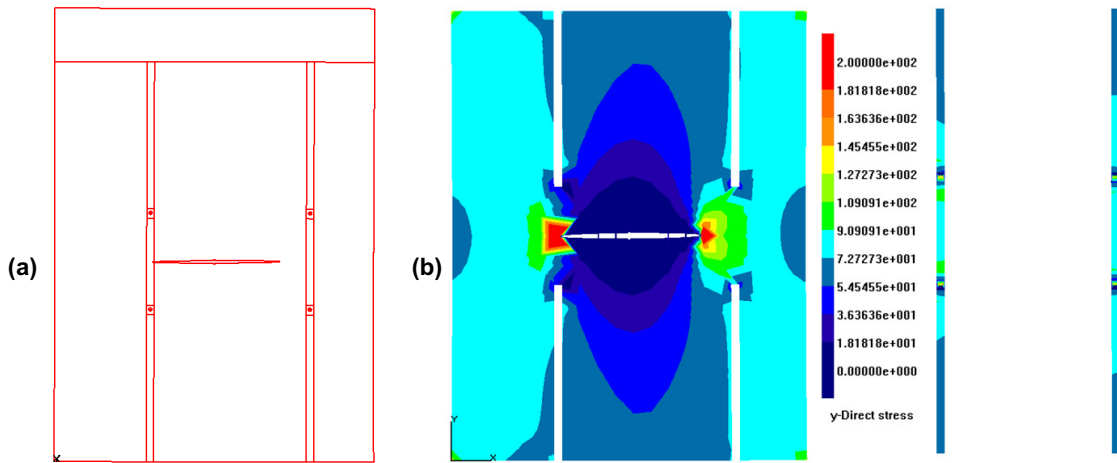 (a)
X
(b)
Y
X
2.00000e+002
1.81818e+002
1.63636e+002
1.45455e+002
1.27273e+002
1.09091e+002
9.09091e+001
7.27273e+001
5.45455e+001
3.63636e+001
1.81818e+001
0.00000e+000
y-Direct stress